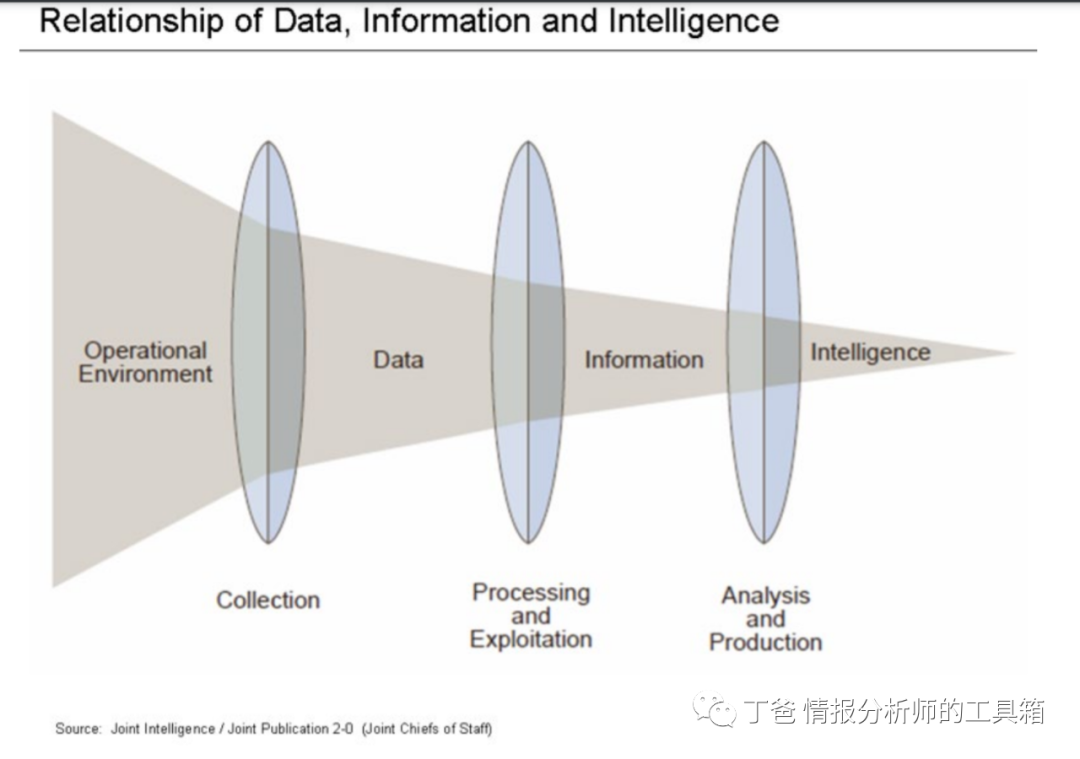 Relationship of Data, Information and Intelligence
Operational
Environment
Data
Information
Intelligence
Collection
Processing
and
Exploitation
Analysis
and
Production
Source: Joint Intelligence / Joint Publication 2-0 (Joint Chiefs of Staff)
丁爸 情报分析师的工具箱